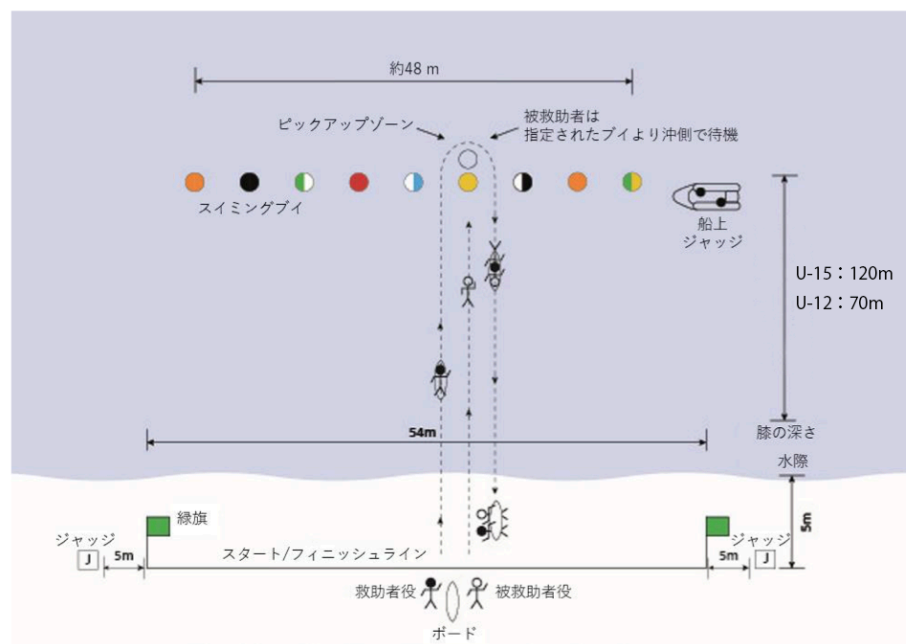 約48 m
ピックアップゾーン
被救助者は
指定されたブイより沖側で待機
スイミングブイ
船上
ジャッジ
U-15：120m
U-12：70m
54m
膝の深さ
水際
緑旗
5m
ジャッジ
J
5m
スタート/フィニッシュライン
ジャッジ
5m
J
救助者役
被救助者役
ボード